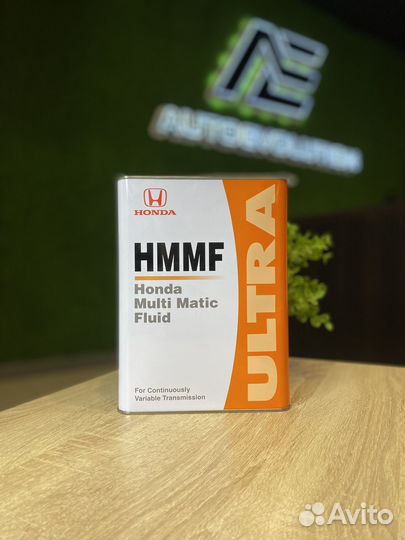 AUTOEVOLUTION
HONDA
HMMF
Honda
Multi Matic
Fluid
ULTRA
For Continuously
Variable Transmission
Avito